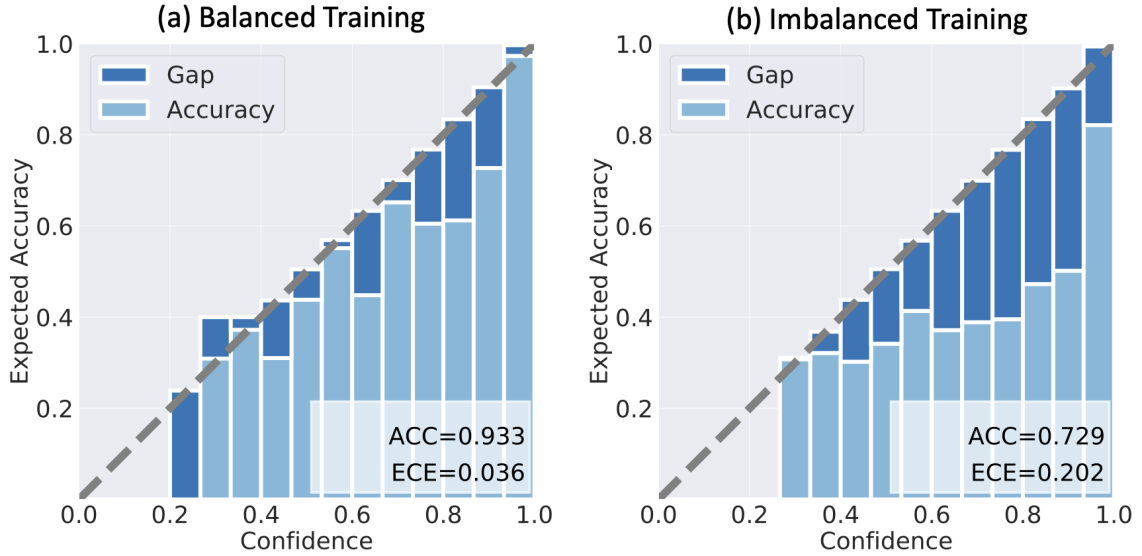 (a) Balanced Training
1.0
0.8
0.6
0.4
0.2
Expected Accuracy
Gap
Accuracy
ACC=0.933
ECE=0.036
0.0 0.2 0.4 0.6 0.8 1.0
Confidence
(b) Imbalanced Training
1.0
0.8
0.6
0.4
0.2
Expected Accuracy
Gap
Accuracy
ACC=0.729
ECE=0.202
0.0 0.2 0.4 0.6 0.8 1.0
Confidence